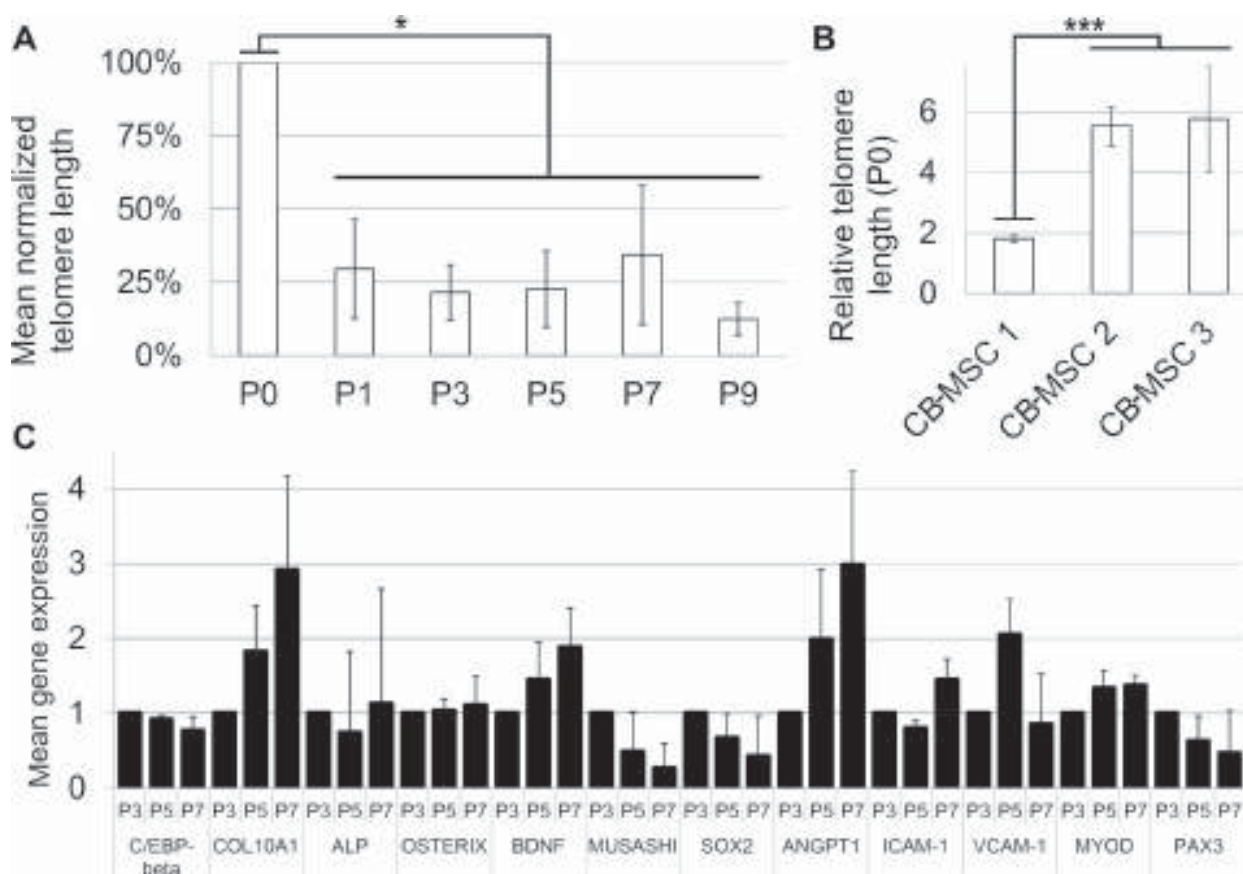 A
*
100%
75%
50%
25%
0%
Mean normalized
telomere length
P0 P1 P3 P5 P7 P9
B
***
6
4
2
0
Relative telomere
length (P0)
CB-MSC 1
CB-MSC 2
CB-MSC 3
C
4
3
2
1
0
Mean gene expression
P3 P5 P7 P3 P5 P7 P3 P5 P7 P3 P5 P7 P3 P5 P7 P3 P5 P7 P3 P5 P7 P3 P5 P7 P3 P5 P7 P3 P5 P7 P3 P5 P7 P3 P5 P7
C/EBP- COL10A1 ALP OSTERIX BDNF MUSASHI SOX2 ANGPT1 ICAM-1 VCAM-1 MYOD PAX3
beta